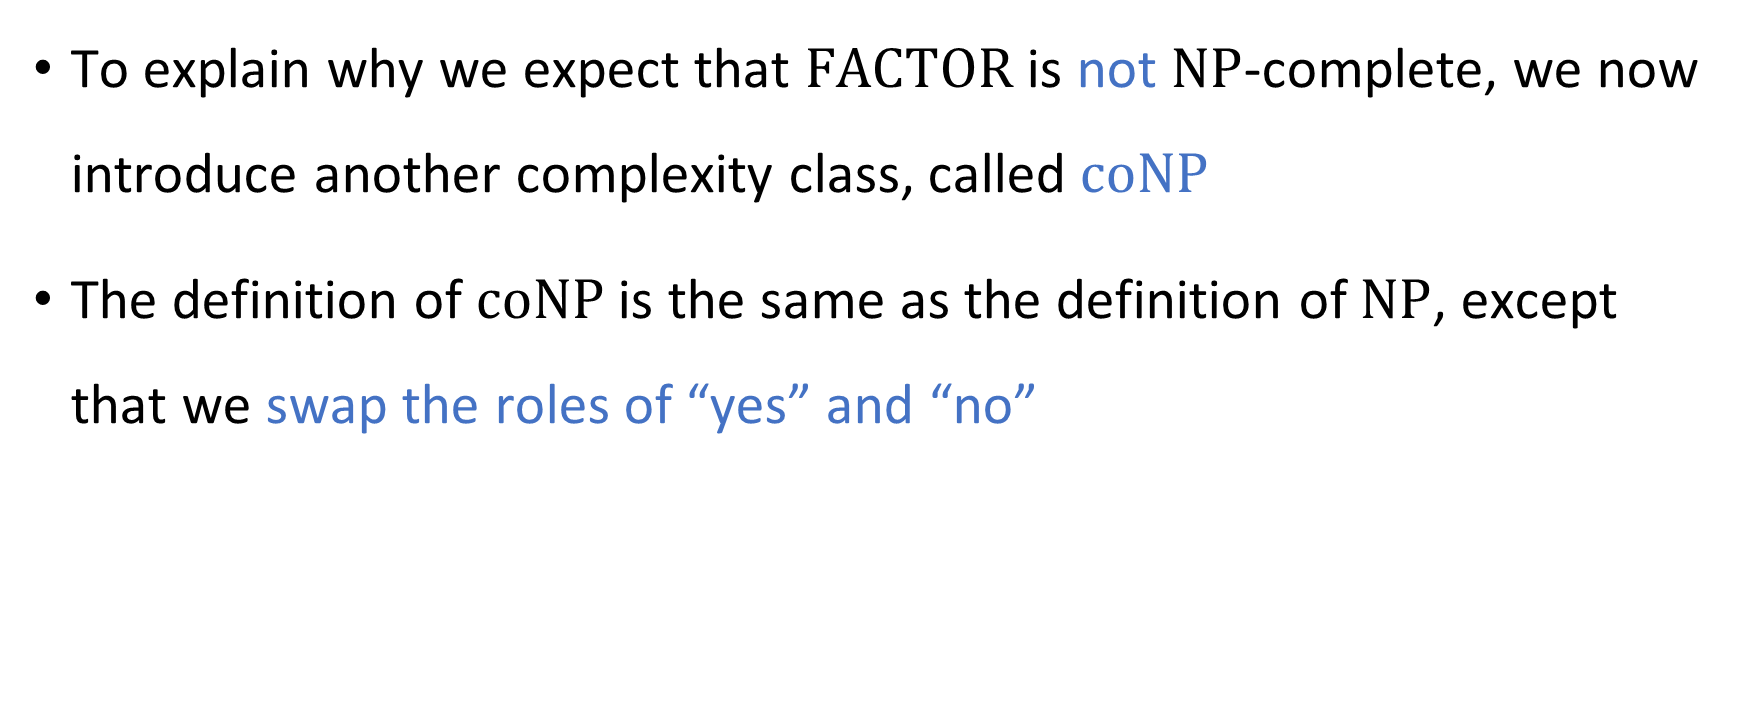 • To explain why we expect that FACTOR is not NP-complete, we now
introduce another complexity class, called coNP
• The definition of coNP is the same as the definition of NP, except
that we swap the roles of “yes” and “no”